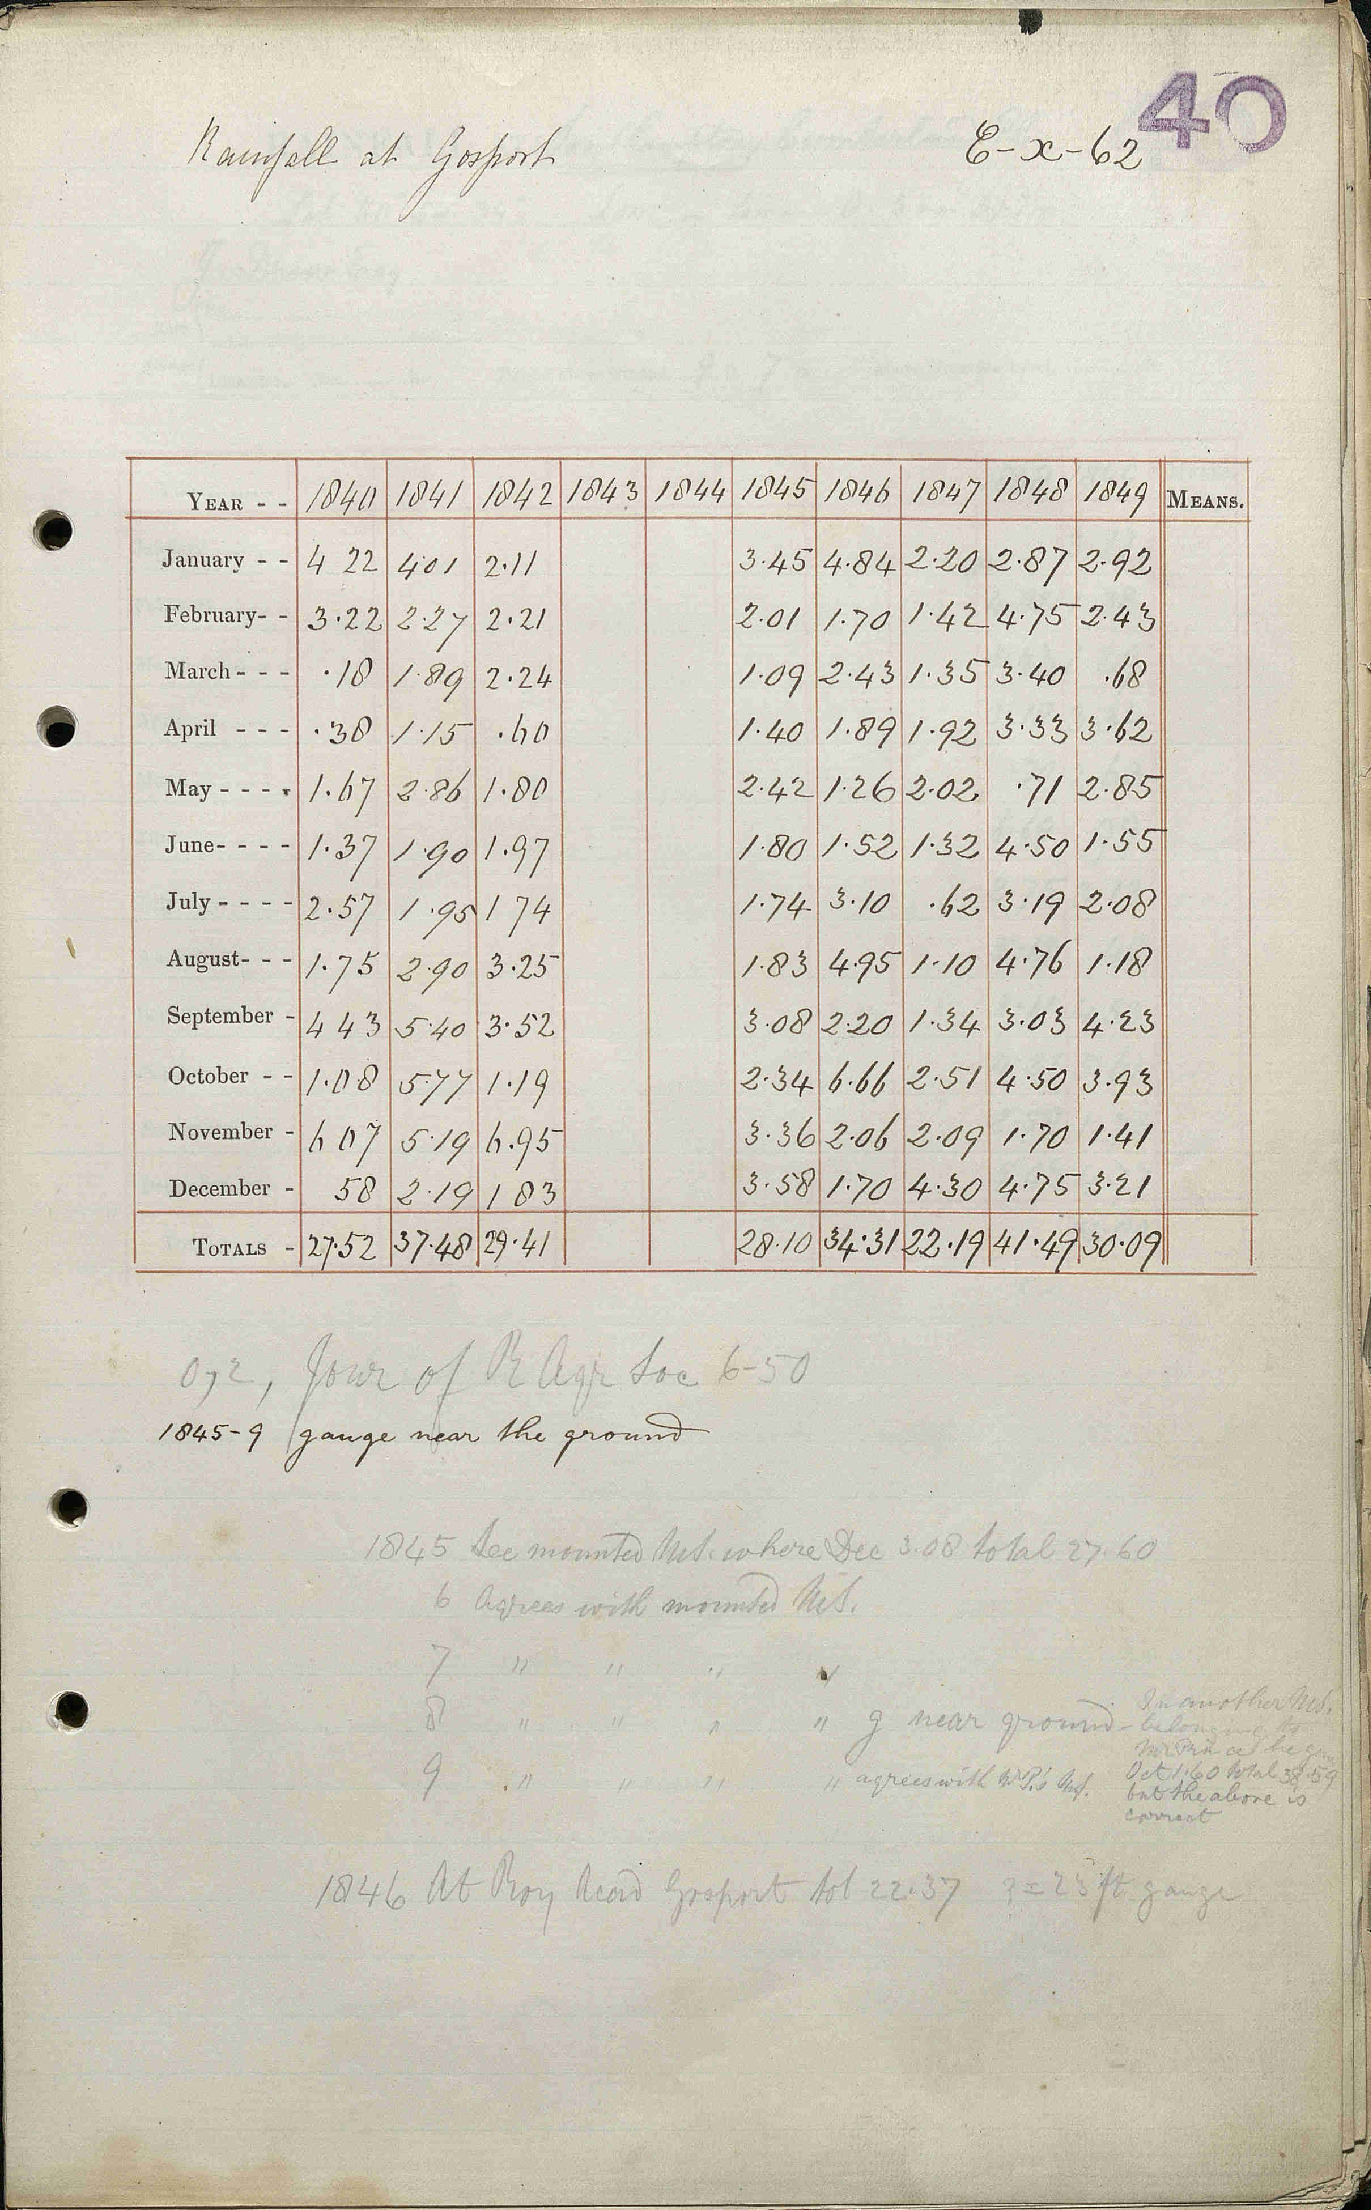 40
Rainfall at Gosport E-x-62
YEAR - - 1840 1841 1842 1843 1844 1845 1846 1847 1848 1849 MEANS.
January - - 4 22 4 01 2.11 3.45 4.84 2.20 2.87 2.92
February- - 3.22 2.27 2.21 2.01 1.70 1.42 4.75 2.43
March - - - .18 1.89 2.24 1.09 2.43 1.35 3.40 .68
April - - - .38 1.15 .60 1.40 1.89 1.92 3.33 3.62
May - - - - 1.67 2.86 1.80 2.42 1.26 2.02 .71 2.85
June- - - - 1.37 1.90 1.97 1.80 1.52 1.32 4.50 1.55
July - - - - 2.57 1.95 1 74 1.74 3.10 .62 3.19 2.08
August- - - 1.75 2.90 3.25 1.83 4.95 1.10 4.76 1.18
September - 4 43 5.40 3.52 3.08 2.20 1.34 3.03 4.23
October - - 1.08 5.77 1.19 2.34 6.66 2.51 4.50 3.93
November - 6 07 5.19 6.95 3.36 2.06 2.09 1.70 1.41
December - 58 2.19 1 83 3.58 1.70 4.30 4.75 3.21
TOTALS - 27.52 37.48 29.41 28.10 34.31 22.19 41.49 30.09
0,2, Jour of R Agr Soc 6-50
1845-9 gauge near the ground
1845 See mounted MS. where Dec 3.08 total 27.60
6 Agrees with mounted MS.
7 " " " "
8 " " " " g near ground - In another MS.
belonging to
Oct 1.60 total 38.59
but the above is
correct
9 " " " " agrees with Mr P.'s MS.
1846 At Roy Acad Gosport tot 22.37 ? = 23 ft gauge